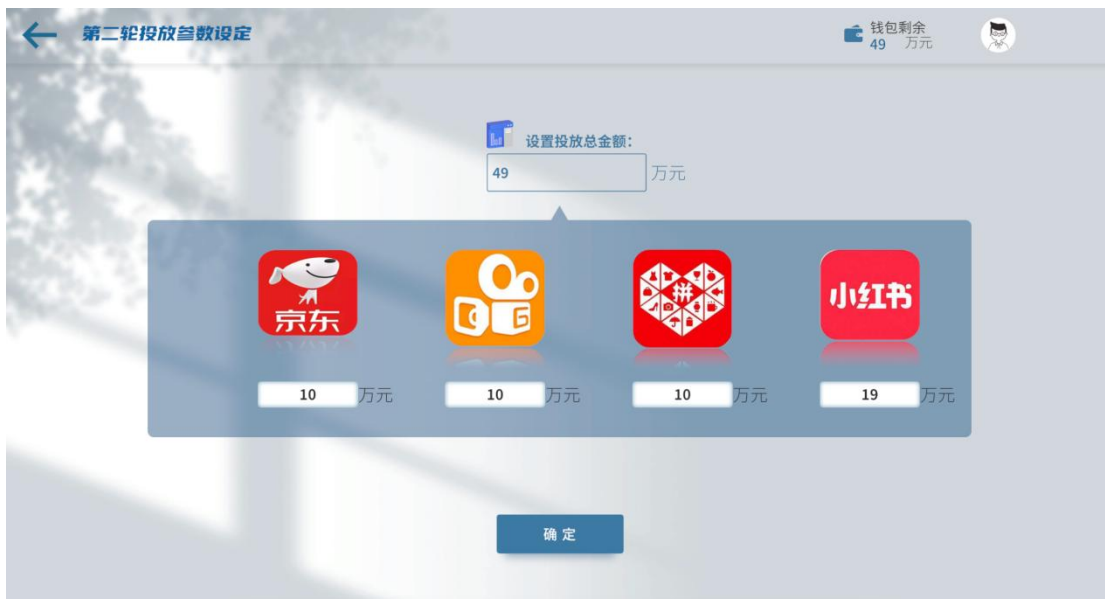 第二轮投放参数设定
钱包剩余
49 万元
设置投放总金额:
49 万元
京东
拼
小红书
10 万元
10 万元
10 万元
19 万元
确定